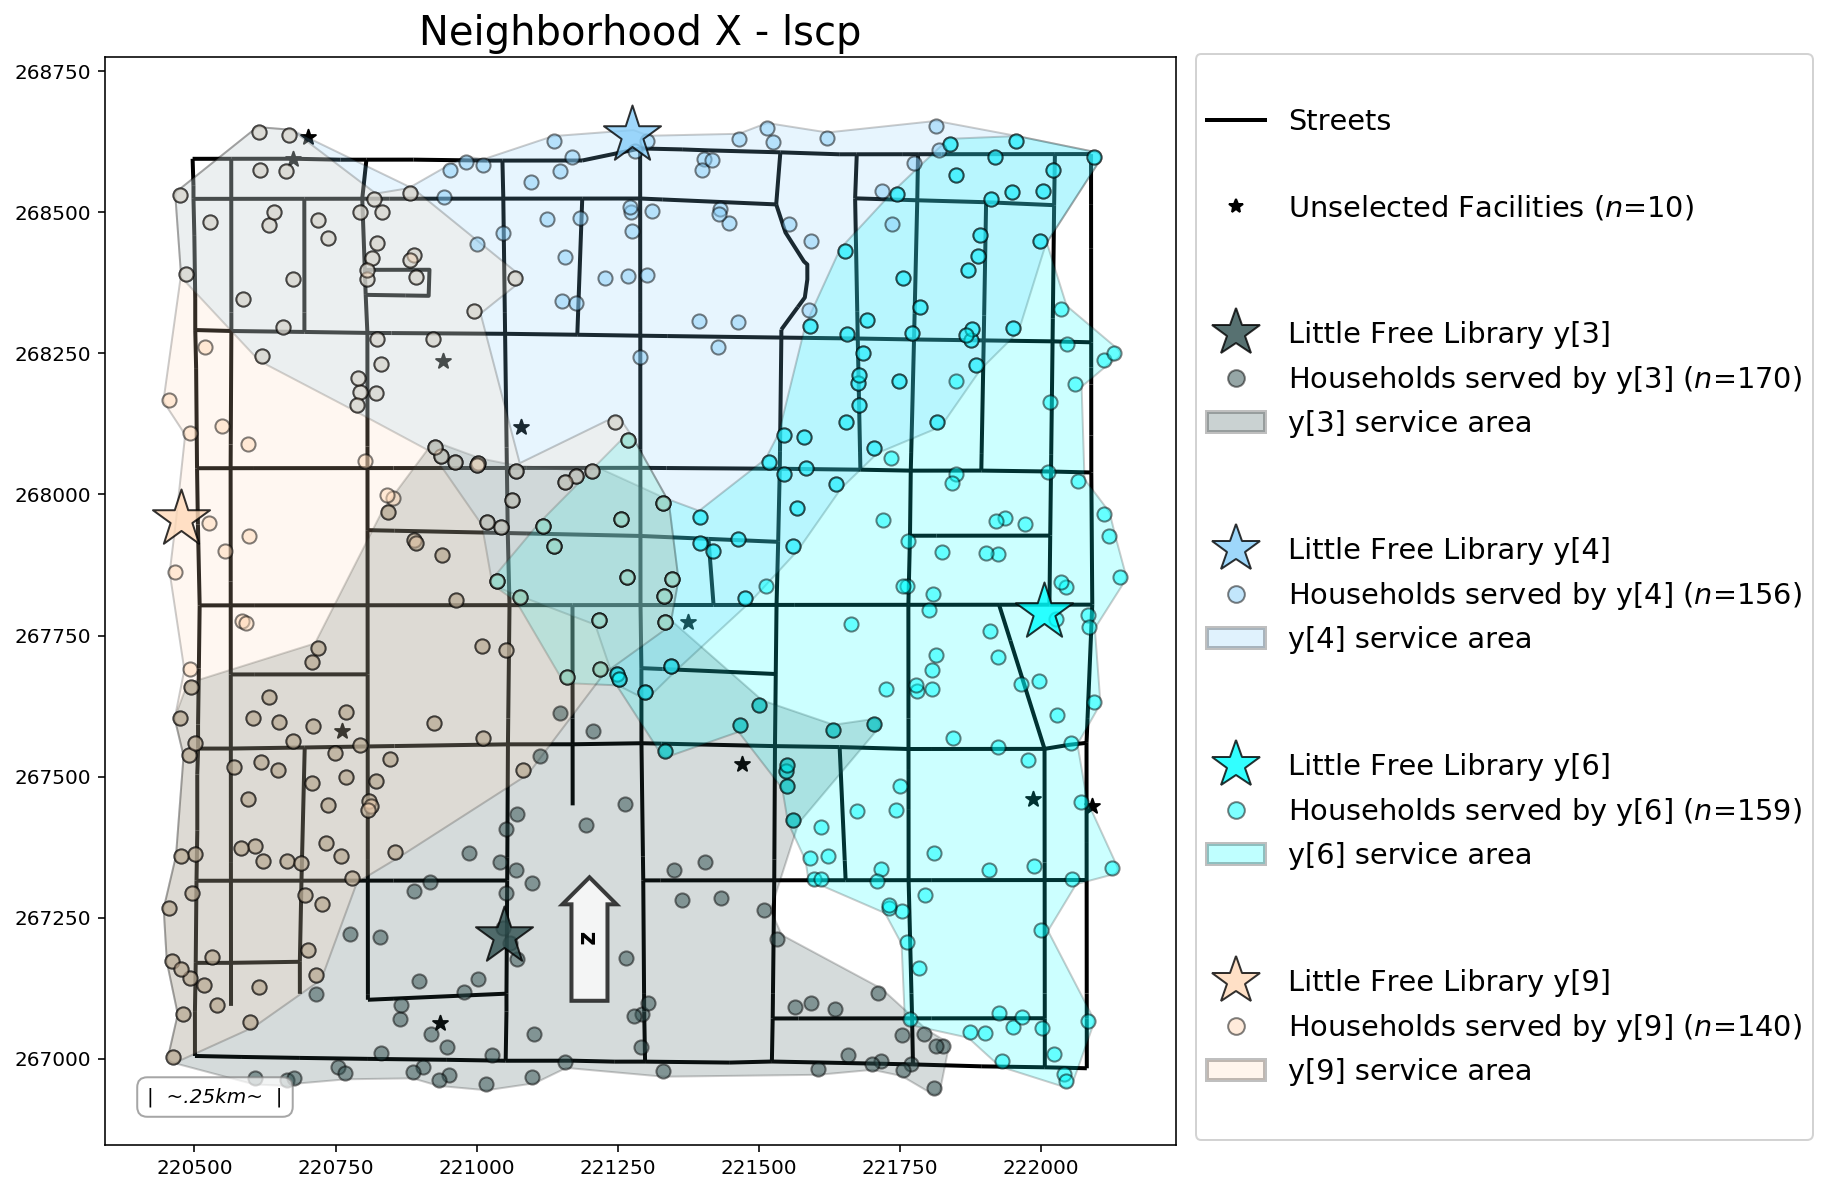 Neighborhood X - lscp
268750
268500
268250
268000
267750
267500
267250
267000
220500 220750 221000 221250 221500 221750 222000
N
| ~.25km~ |
Streets
Unselected Facilities (n=10)
Little Free Library y[3]
Households served by y[3] (n=170)
y[3] service area
Little Free Library y[4]
Households served by y[4] (n=156)
y[4] service area
Little Free Library y[6]
Households served by y[6] (n=159)
y[6] service area
Little Free Library y[9]
Households served by y[9] (n=140)
y[9] service area